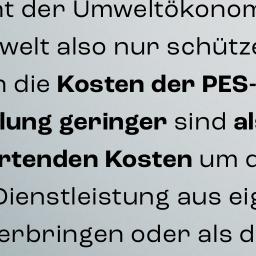 nt der Umweltökonom
welt also nur schütze
n die Kosten der PES-
lung geringer sind als
rtenden Kosten um d
Dienstleistung aus eig
erbringen oder als d